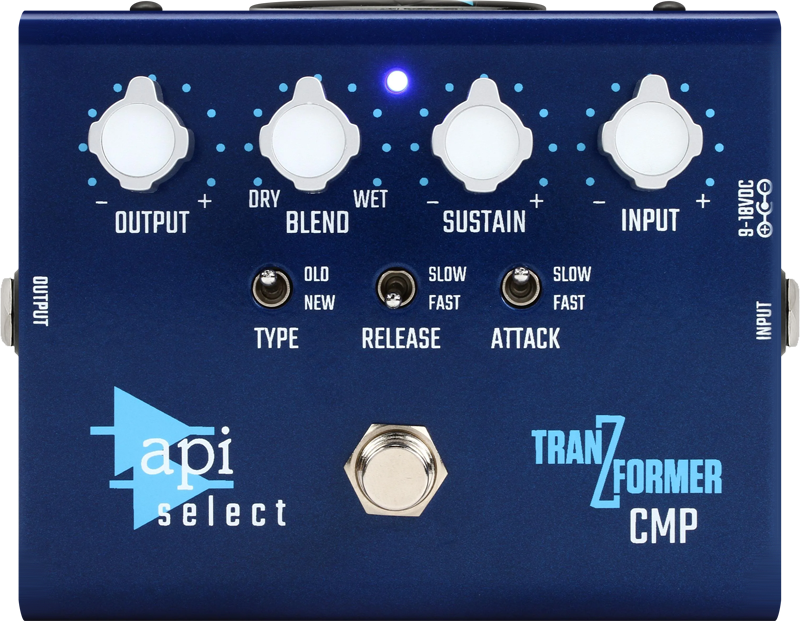 DRY WET
- + - + - +
OUTPUT BLEND SUSTAIN INPUT
9-18VDC
OUTPUT
OLD
NEW
TYPE
SLOW
FAST
RELEASE
SLOW
FAST
ATTACK
INPUT
api
select
TRANZFORMER
CMP